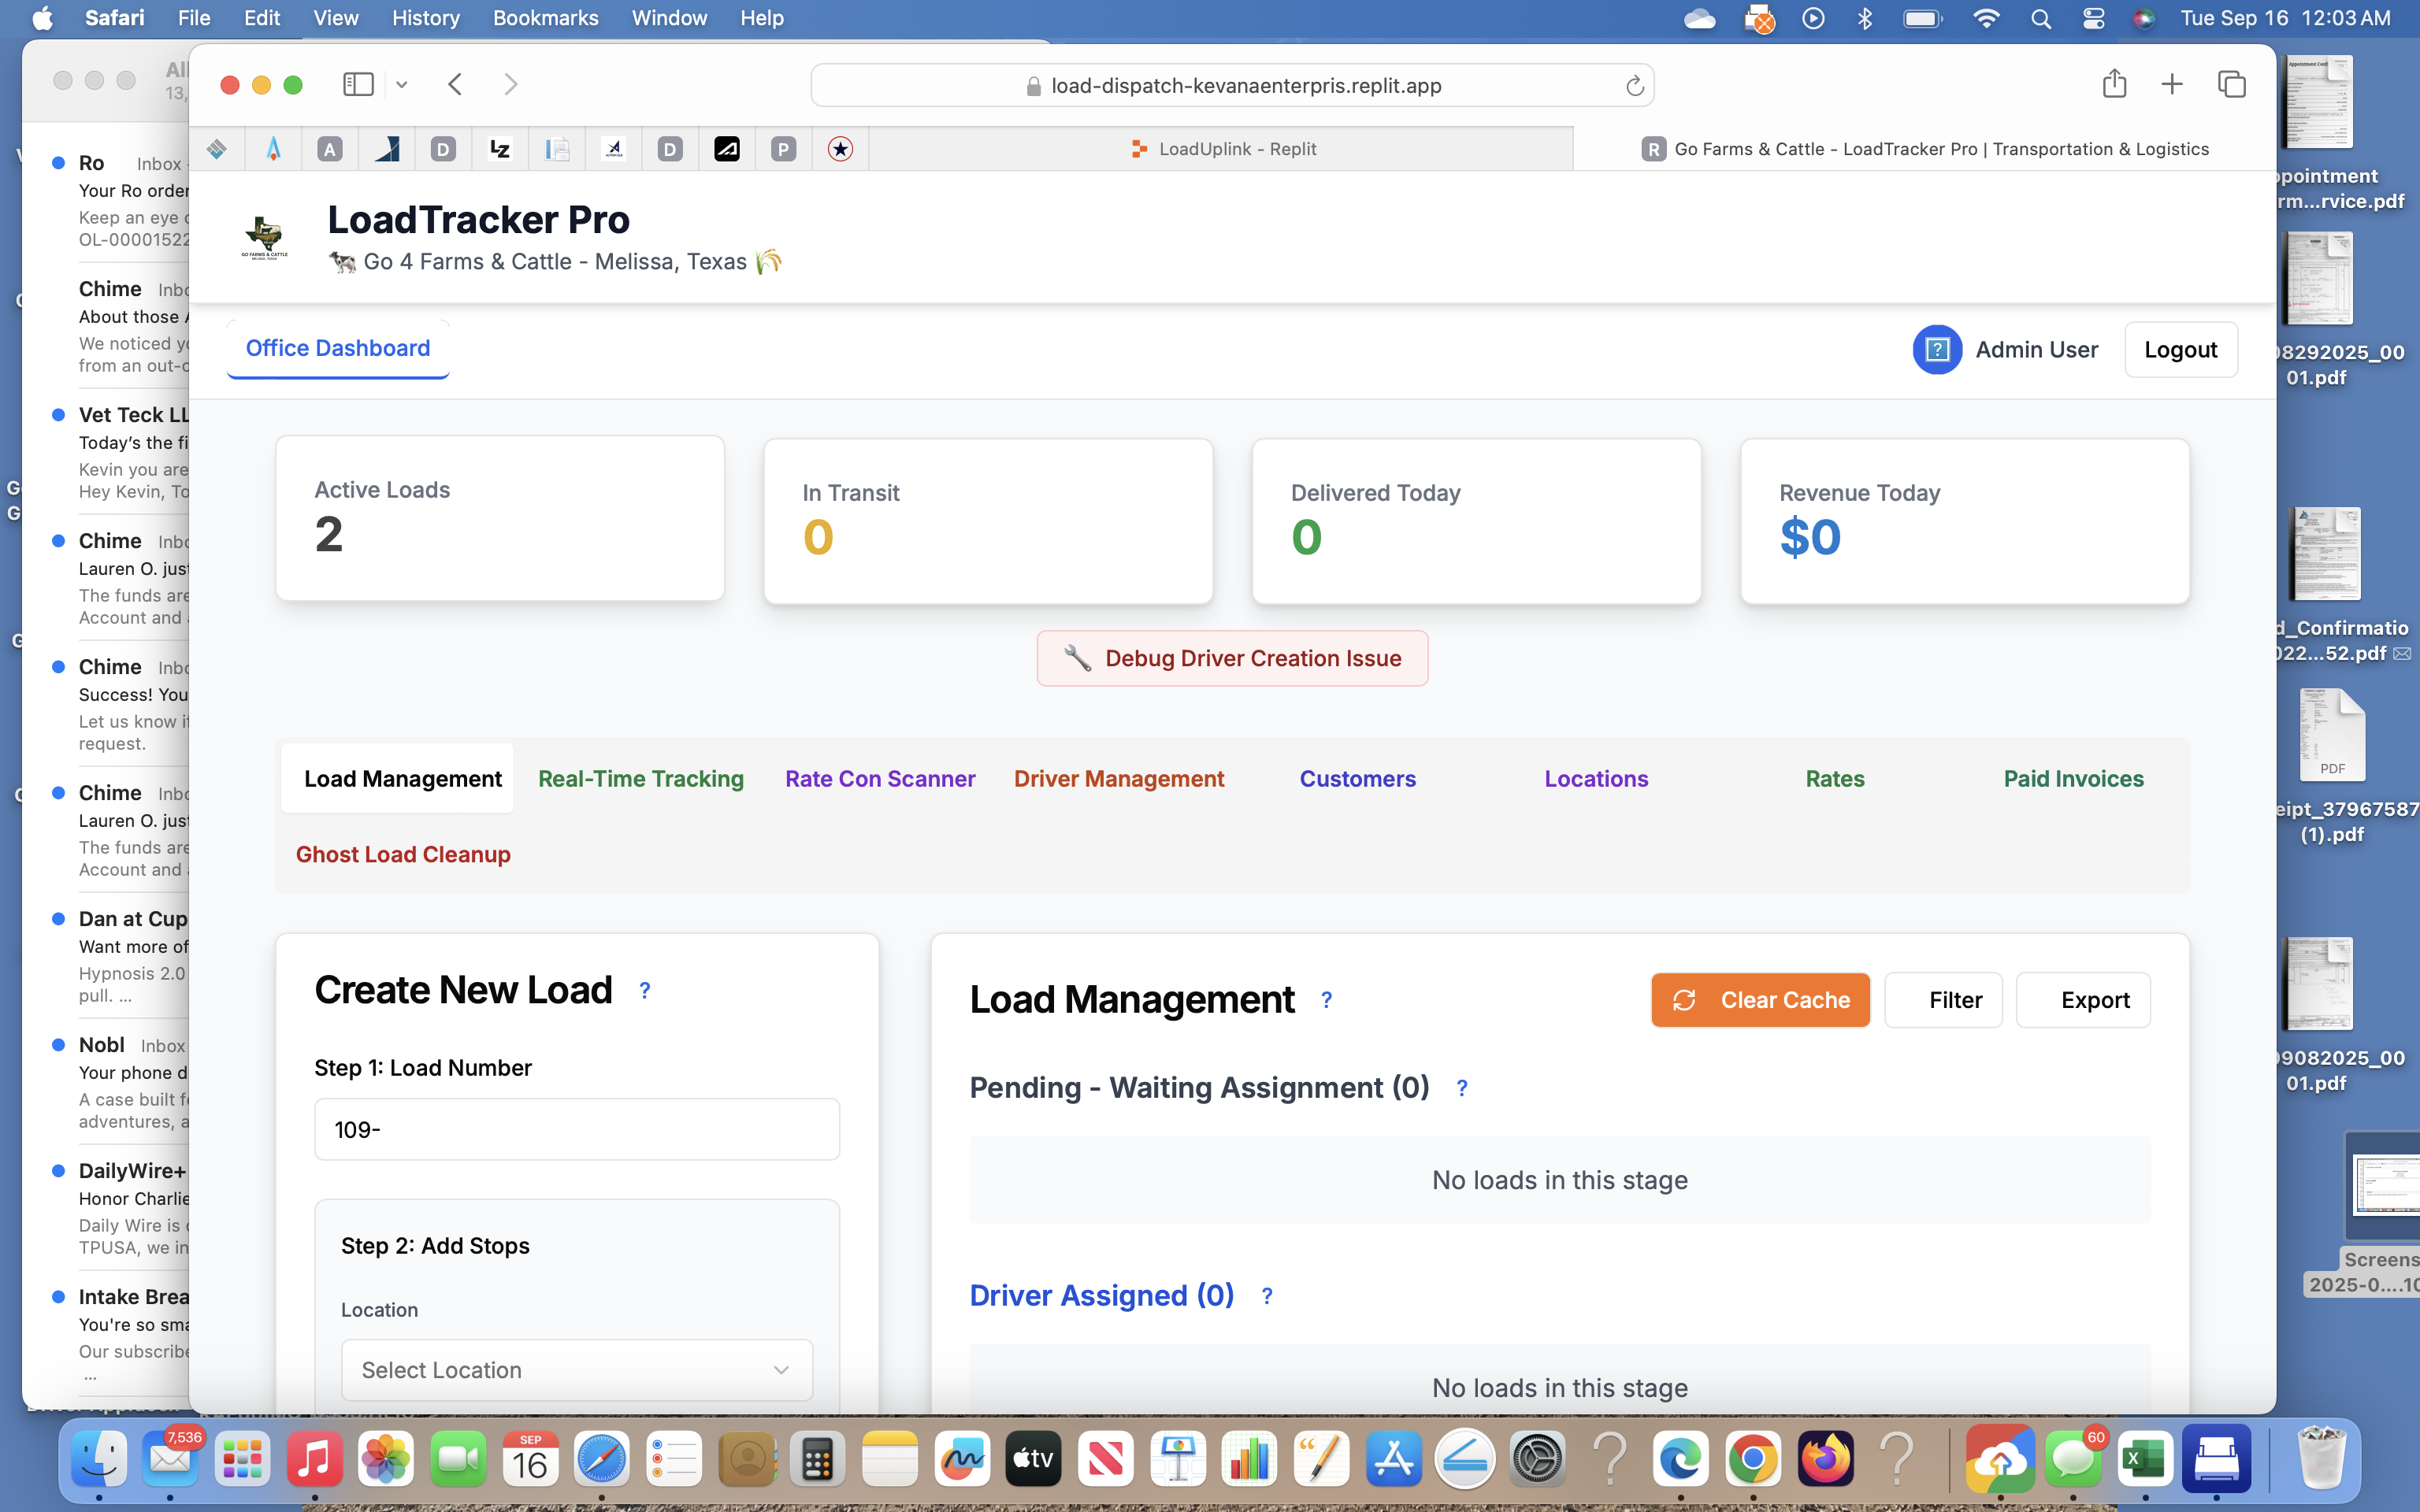 Safari File Edit View History Bookmarks Window Help
Tue Sep 16 12:03 AM
load-dispatch-kevanaenterpris.replit.app
LoadUplink - Replit
Go Farms & Cattle - LoadTracker Pro | Transportation & Logistics
All
13,
Ro Inbox
Your Ro order
Keep an eye
OL-00001522
Chime Inbo
About those
We noticed yo
from an out-o
Vet Teck LL
Today's the fi
Kevin you are
Hey Kevin, To
Chime Inbo
Lauren O. just
The funds are
Account and
Chime Inbo
Success! You
Let us know if
request.
Chime Inbo
Lauren O. just
The funds are
Account and
Dan at Cup
Want more of
Hypnosis 2.0
pull. ...
Nobl Inbox
Your phone d
A case built f
adventures, a
DailyWire+
Honor Charlie
Daily Wire is
TPUSA, we in
Intake Brea
You're so sma
Our subscribe
...
LoadTracker Pro
Go 4 Farms & Cattle - Melissa, Texas
Office Dashboard
Admin User
Logout
Active Loads
2
In Transit
0
Delivered Today
0
Revenue Today
$0
Debug Driver Creation Issue
Load Management
Real-Time Tracking
Rate Con Scanner
Driver Management
Customers
Locations
Rates
Paid Invoices
Ghost Load Cleanup
Create New Load ?
Step 1: Load Number
109-
Step 2: Add Stops
Location
Select Location
Load Management ?
Clear Cache
Filter
Export
Pending - Waiting Assignment (0) ?
No loads in this stage
Driver Assigned (0) ?
No loads in this stage
ppointment
rm...rvice.pdf
08292025_00
01.pdf
d_Confirmatio
022...52.pdf
PDF
eipt_37967587
(1).pdf
09082025_00
01.pdf
Screens
2025-0....10
7,536
SEP
16
tv
60